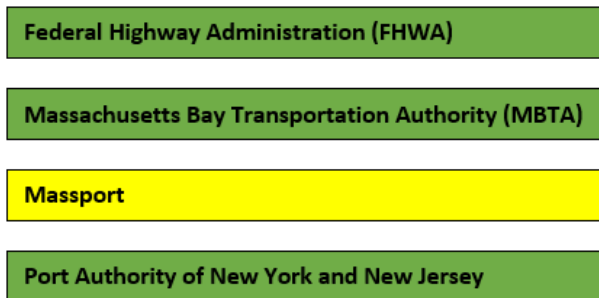 Federal Highway Administration (FHWA)
Massachusetts Bay Transportation Authority (MBTA)
Massport
Port Authority of New York and New Jersey